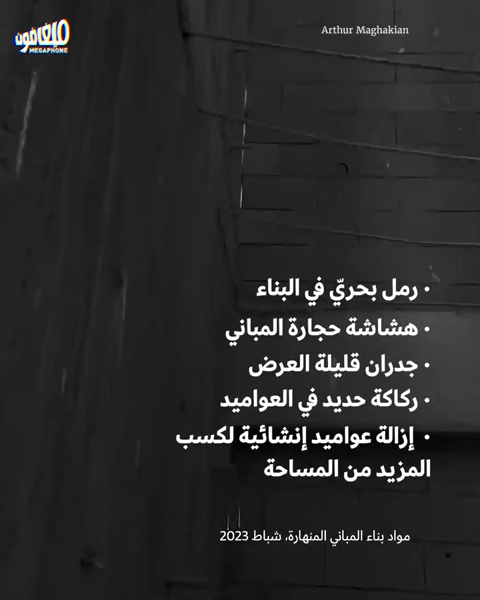 ميغافون
MEGAPHONE
Arthur Maghakian
• رمل بحريّ في البناء
• هشاشة حجارة المباني
• جدران قليلة العرض
• ركاكة حديد في العواميد
• إزالة عواميد إنشائية لكسب
المزيد من المساحة
مواد بناء المباني المنهارة، شباط 2023